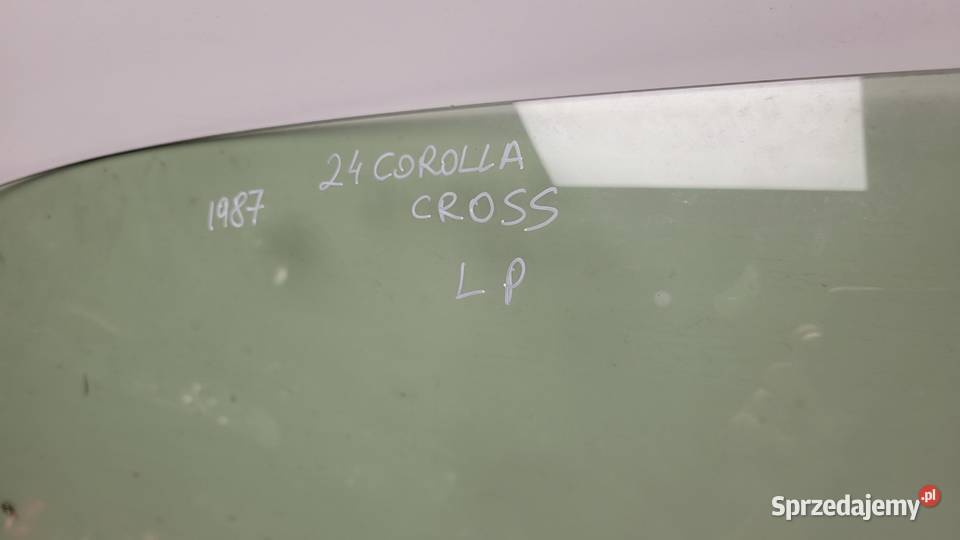 24 COROLLA
1987
CROSS
LP
Sprzedajemy.pl